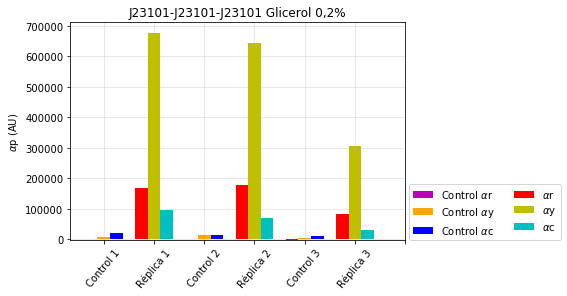 J23101-J23101-J23101 Glicerol 0,2%
700000
600000
500000
400000
300000
200000
100000
0
αp (AU)
Control 1
Réplica 1
Control 2
Réplica 2
Control 3
Réplica 3
Control αr
Control αy
Control αc
αr
αy
αc